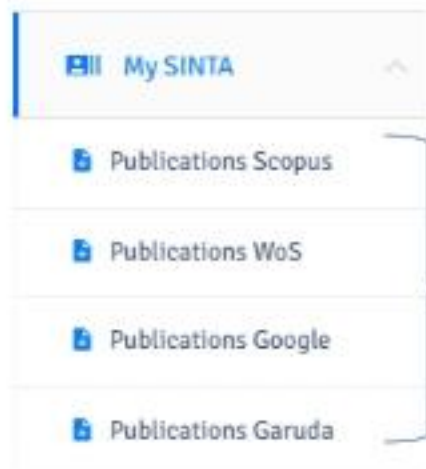 My SINTA
Publications Scopus
Publications WoS
Publications Google
Publications Garuda